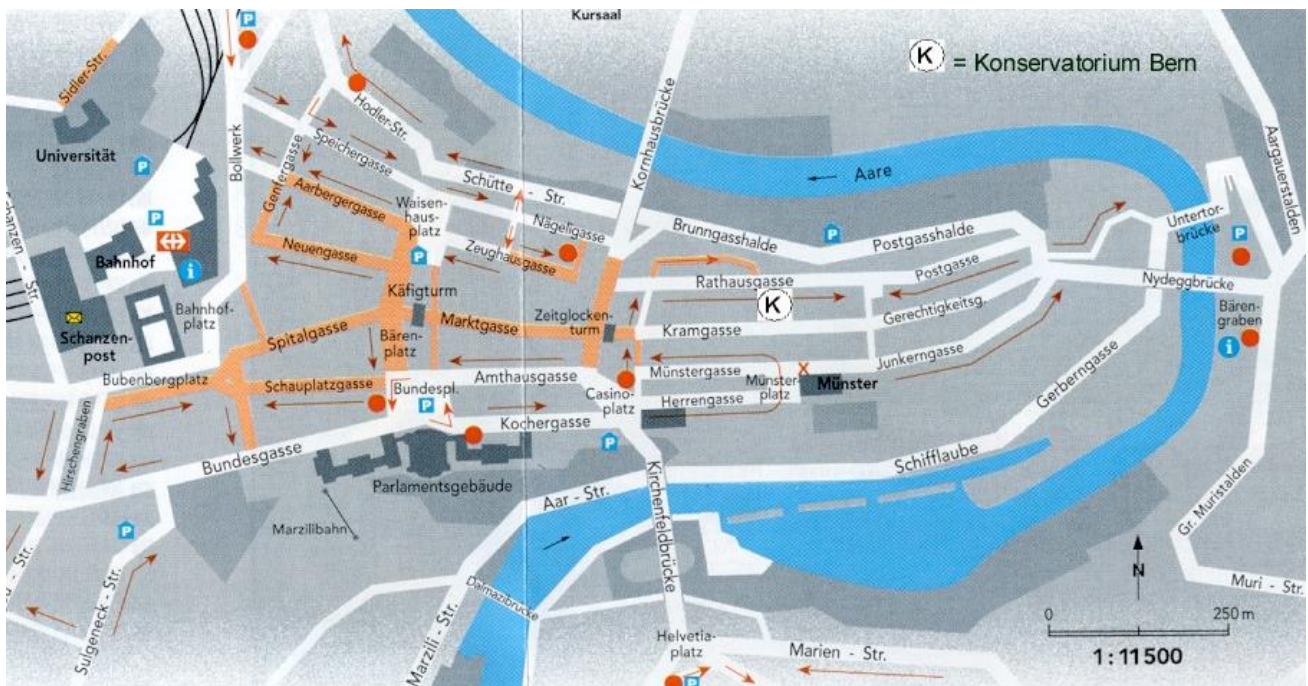 Kursaal
K = Konservatorium Bern
P
Sidler-Str.
Universität
P
Bollwerk
Genfergasse
Speichergasse
Hodler-Str.
Kornhausbrücke
Aare
Aargauerstalden
P
Bahnhof
i
Schanzen - Str.
Schanzen-
post
Bahnhof-
platz
Aarbergergasse
Neuengasse
Waisen-
haus-
platz
P
Schütte - Str.
Nägeligasse
Zeughausgasse
Brunngasshalde
P
Postgasshalde
Untertor-
brücke
P
Rathausgasse
Postgasse
K
Nydeggbrücke
Käfigturm
Zeitglocken-
turm
Marktgasse
Kramgasse
Gerechtigkeitsg.
Bären-
graben
i
Spitalgasse
Bären-
platz
Bubenbergplatz
Schauplatzgasse
Amthausgasse
Münstergasse
Junkerngasse
X
Münster-
platz
Münster
Gerberngasse
Bundespl.
P
Casino-
platz
Herrengasse
Kochergasse
P
Hirschengraben
Bundesgasse
Parlamentsgebäude
Schifflaube
Aar - Str.
Kirchenfeldbrücke
Marzilibahn
P
Gr. Muristalden
N
Sulgeneck - Str.
Marzili - Str.
Dalmazibrücke
Muri - Str.
0 250 m
1:11500
Helvetia-
platz
P
Marien - Str.